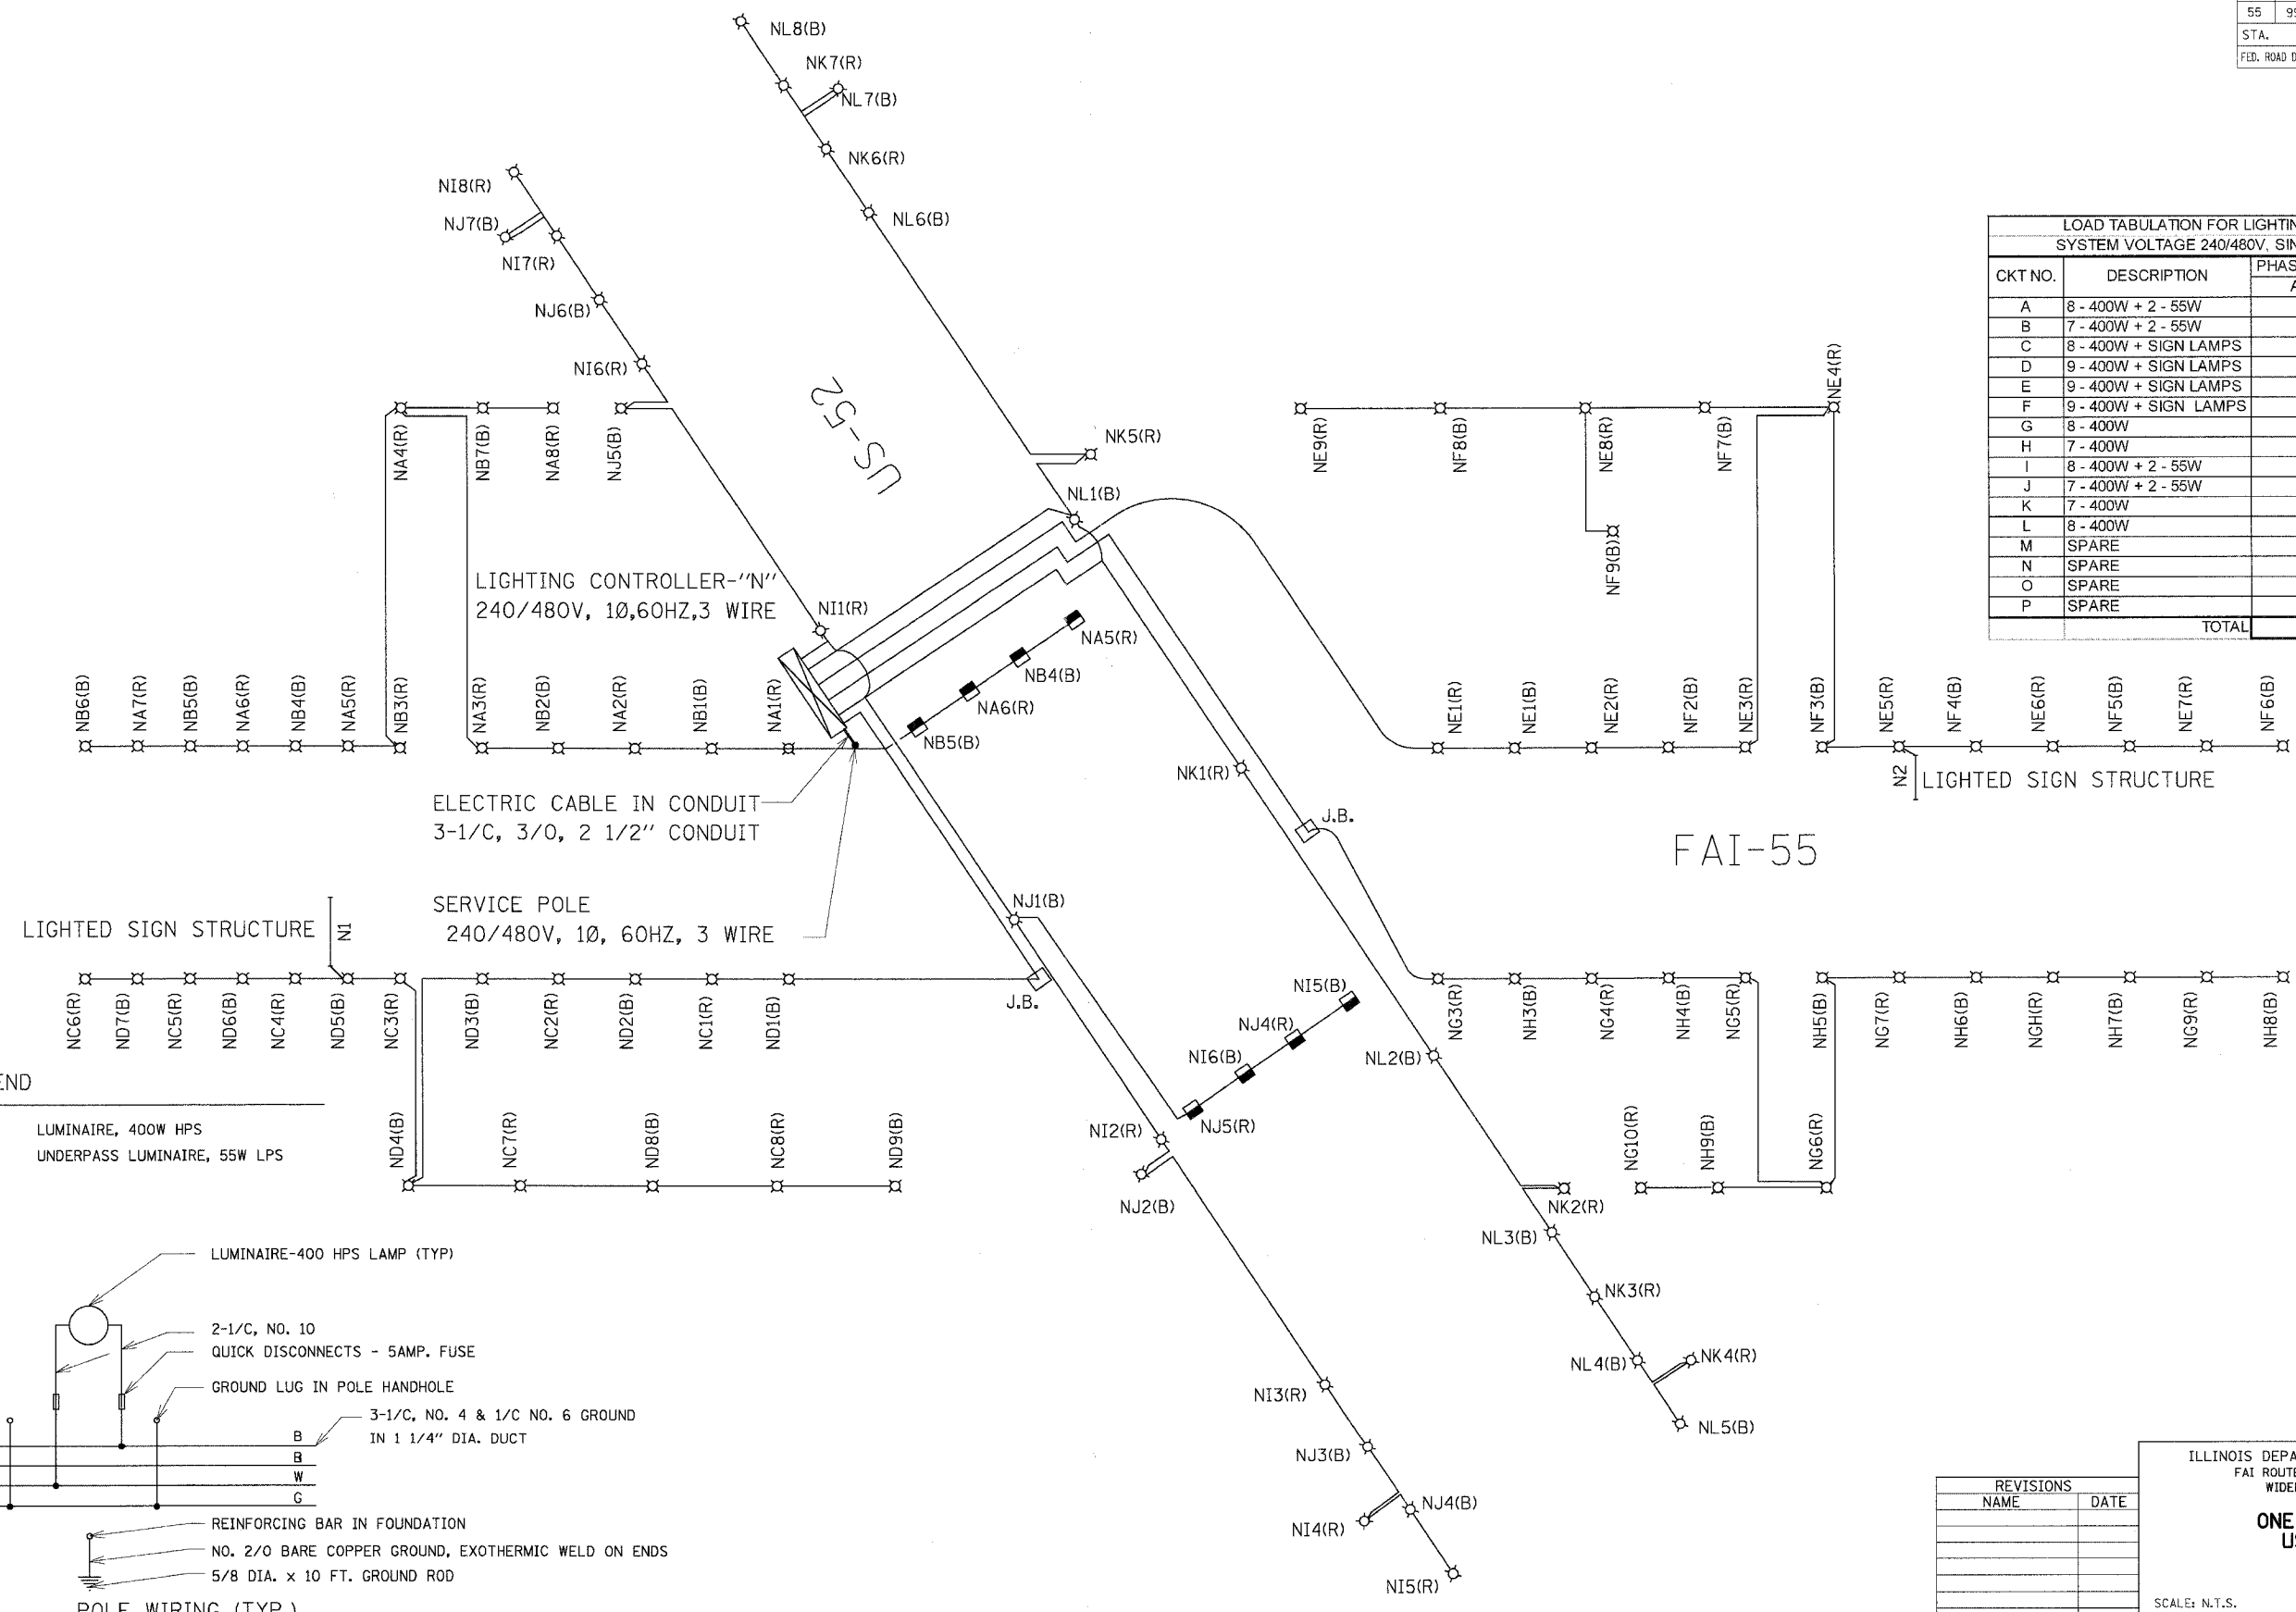 55
STA.
NL8(B)
NK7(R)
NL7(B)
NK6(R)
NL6(B)
NI8(R)
NJ7(B)
NI7(R)
NJ6(B)
NI6(R)
NA4(R)
NB7(B)
NA8(R)
NJ5(B)
US-52
NK5(R)
NL1(B)
NE9(R)
NF8(B)
NE8(R)
NF7(B)
NE4(R)
NF9(B)
LOAD TABULATION FOR
SYSTEM VOLTAGE 240/480V,
CKT NO.
DESCRIPTION
A 8 - 400W + 2 - 55W
B 7 - 400W + 2 - 55W
C 8 - 400W + SIGN LAMPS
D 9 - 400W + SIGN LAMPS
E 9 - 400W + SIGN LAMPS
F 9 - 400W + SIGN LAMPS
G 8 - 400W
H 7 - 400W
I 8 - 400W + 2 - 55W
J 7 - 400W + 2 - 55W
K 7 - 400W
L 8 - 400W
M SPARE
N SPARE
O SPARE
P SPARE
TOTAL
LIGHTING CONTROLLER-"N"
240/480V, 1Ø,60HZ,3 WIRE
NI1(R)
NA5(R)
NB4(B)
NA6(R)
NB5(B)
NB6(B)
NA7(R)
NB5(B)
NA6(R)
NB4(B)
NA5(R)
NB3(R)
NA3(R)
NB2(B)
NA2(R)
NB1(B)
NA1(R)
NE1(R)
NE1(B)
NE2(R)
NF2(B)
NE3(R)
NF3(B)
NE5(R)
NF4(B)
NE6(R)
NF5(B)
NE7(R)
NF6(B)
N2
LIGHTED SIGN STRUCTURE
NK1(R)
J.B.
ELECTRIC CABLE IN CONDUIT
3-1/C, 3/0, 2 1/2" CONDUIT
FAI-55
SERVICE POLE
240/480V, 1Ø, 60HZ, 3 WIRE
LIGHTED SIGN STRUCTURE
N1
NJ1(B)
J.B.
NC6(R)
ND7(B)
NC5(R)
ND6(B)
NC4(R)
ND5(B)
NC3(R)
ND3(B)
NC2(R)
ND2(B)
NC1(R)
ND1(B)
NI5(B)
NJ4(R)
NI6(B)
NJ5(R)
NL2(B)
NG3(R)
NH3(B)
NG4(R)
NH4(B)
NG5(R)
NH5(B)
NG7(R)
NH6(B)
NGH(R)
NH7(B)
NG9(R)
NH8(B)
LUMINAIRE, 400W HPS
UNDERPASS LUMINAIRE, 55W LPS
ND4(B)
NC7(R)
ND8(B)
NC8(R)
ND9(B)
NI2(R)
NJ2(B)
NG10(R)
NH9(B)
NG6(R)
NK2(R)
NL3(B)
NK3(R)
NL4(B)
NK4(R)
NL5(B)
NI3(R)
NJ3(B)
NJ4(B)
NI4(R)
NI5(R)
LUMINAIRE-400 HPS LAMP (TYP)
2-1/C, NO. 10
QUICK DISCONNECTS - 5AMP. FUSE
GROUND LUG IN POLE HANDHOLE
3-1/C, NO. 4 & 1/C NO. 6 GROUND
IN 1 1/4" DIA. DUCT
B
W
G
REINFORCING BAR IN FOUNDATION
NO. 2/0 BARE COPPER GROUND, EXOTHERMIC WELD ON ENDS
5/8 DIA. x 10 FT. GROUND ROD
POLE WIRING (TYP.)
REVISIONS
NAME
DATE
ILLINOIS
FAI
ONE
SCALE: N.T.S.